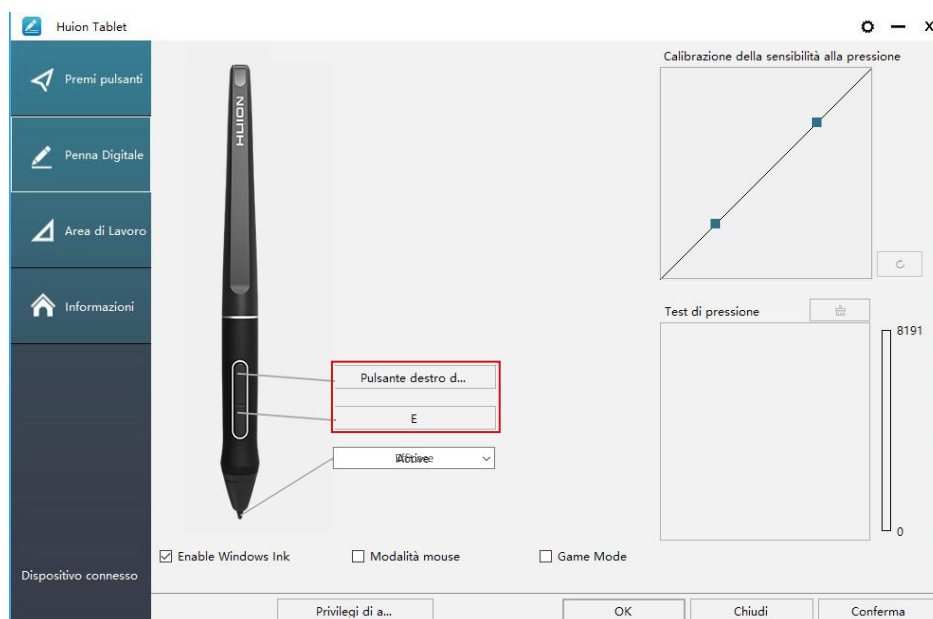 Huion Tablet
X
Premi pulsanti
Penna Digitale
Area di Lavoro
Informazioni
Dispositivo connesso
HUION
Pulsante destro d...
E
Enable Windows Ink
Modalità mouse
Game Mode
Calibrazione della sensibilità alla pressione
Test di pressione
8191
0
Privilegi di a...
OK
Chiudi
Conferma